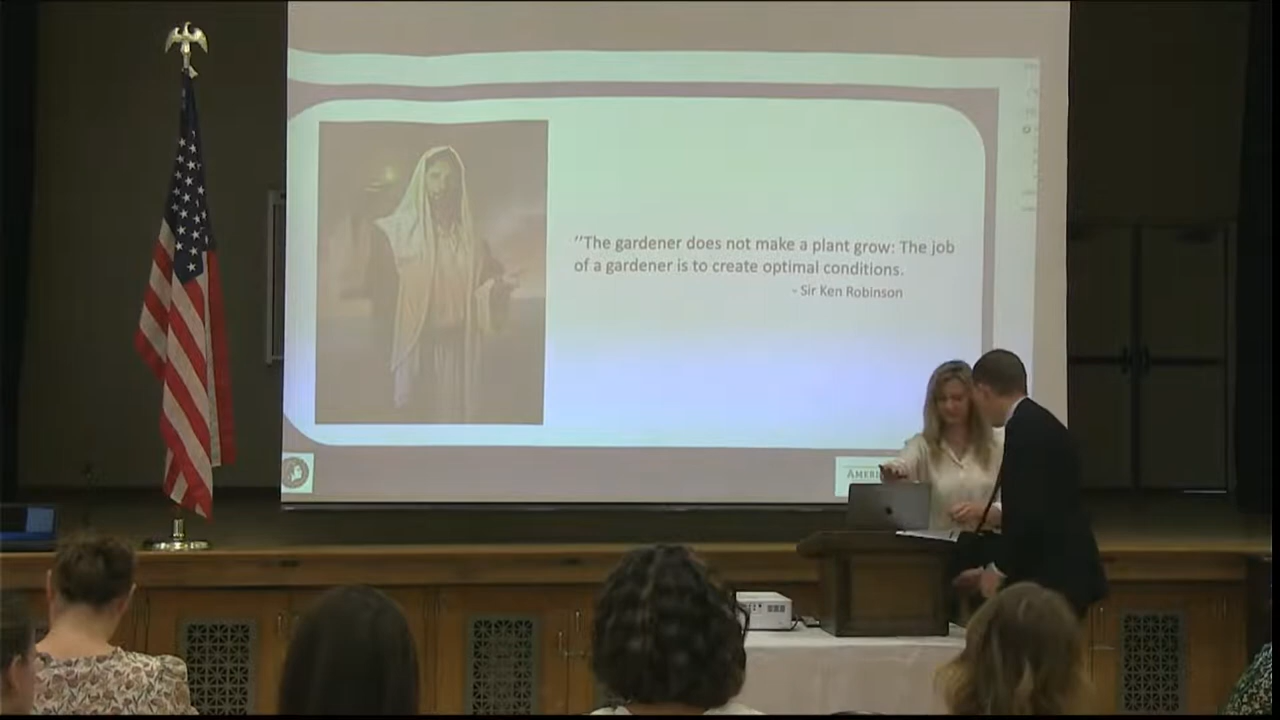 "The gardener does not make a plant grow: The job
of a gardener is to create optimal conditions.
- Sir Ken Robinson